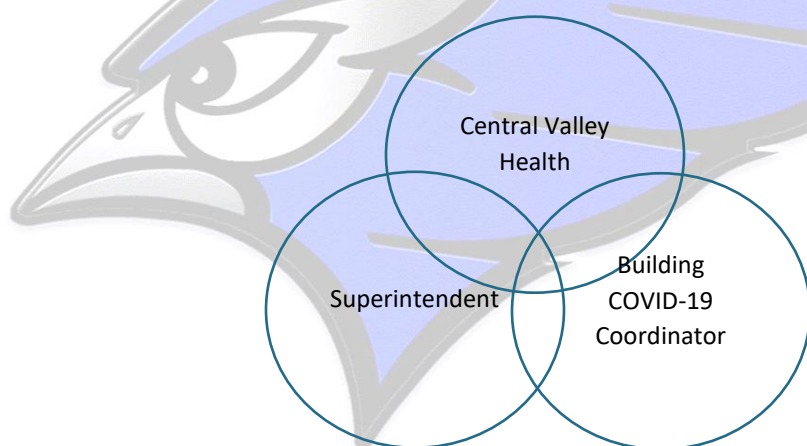 Central Valley
Health
Superintendent
Building
COVID-19
Coordinator